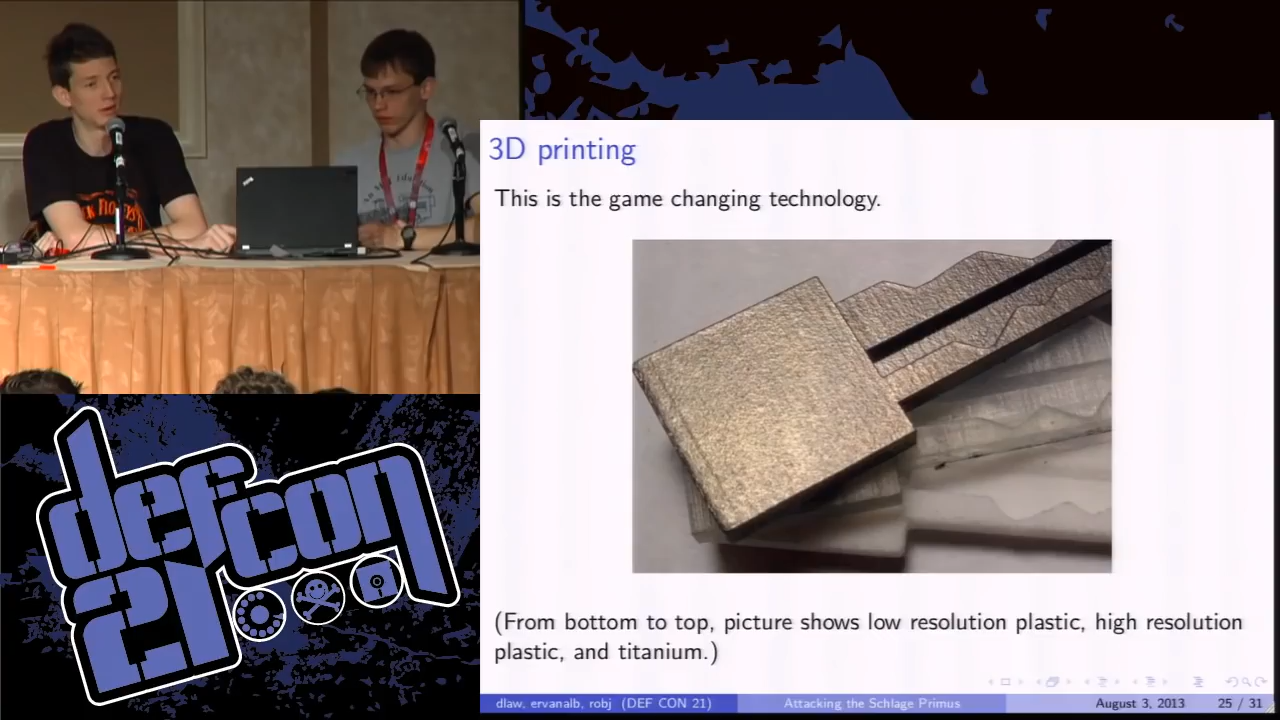 3D printing
This is the game changing technology.
(From bottom to top, picture shows low resolution plastic, high resolution
plastic, and titanium.)
dlaw, ervanalb, robj (DEF CON 21)
Attacking the Schlage Primus
August 3, 2013
25 / 31
defcon
21